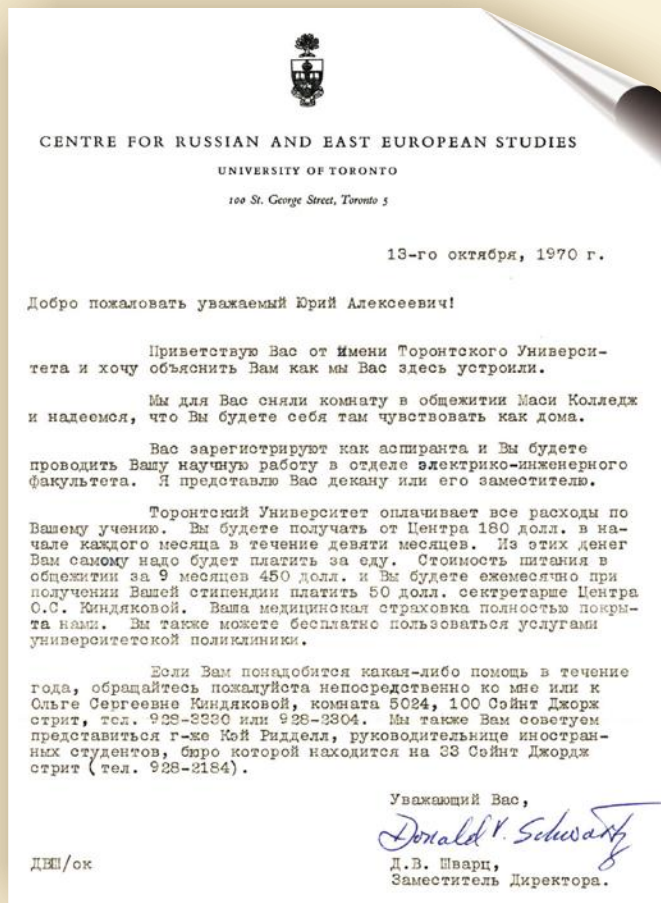 CENTRE FOR RUSSIAN AND EAST EUROPEAN STUDIES
UNIVERSITY OF TORONTO
100 St. George Street, Toronto 5
13-го октября, 1970 г.
Добро пожаловать уважаемый Юрий Алексеевич!
Приветствую Вас от Имени Торонтского Универси-
тета и хочу объяснить Вам как мы Вас здесь устроили.
Мы для Вас сняли комнату в общежитии Маси Колледж
и надеемся, что Вы будете себя там чувствовать как дома.
Вас зарегистрируют как аспиранта и Вы будете
проводить Вашу научную работу в отделе электрико-инженерного
факультета. Я представлю Вас декану или его заместителю.
Торонтский Университет оплачивает все расходы по
Вашему учению. Вы будете получать от Центра 180 долл. в на-
чале каждого месяца в течение девяти месяцев. Из этих денег
Вам самому надо будет платить за еду. Стоимость питания в
общежитии за 9 месяцев 450 долл. и Вы будете ежемесячно при
получении Вашей стипендии платить 50 долл. секретарше Центра
О.С. Киндяковой. Ваша медицинская страховка полностью покры-
та нами. Вы также можете бесплатно пользоваться услугами
университетской поликлиники.
Если Вам понадобится какая-либо помощь в течение
года, обращайтесь пожалуйста непосредственно ко мне или к
Ольге Сергеевне Киндяковой, комната 5024, 100 Сэйнт Джорж
стрит, тел. 928-3330 или 928-2304. Мы также Вам советуем
представиться г-же Кэй Ридделл, руководительнице иностран-
ных студентов, бюро которой находится на 33 Сэйнт Джордж
стрит (тел. 928-2184).
Уважающий Вас,
Donald V. Schwartz
ДВШ/ок
Д.В. Шварц,
Заместитель Директора.